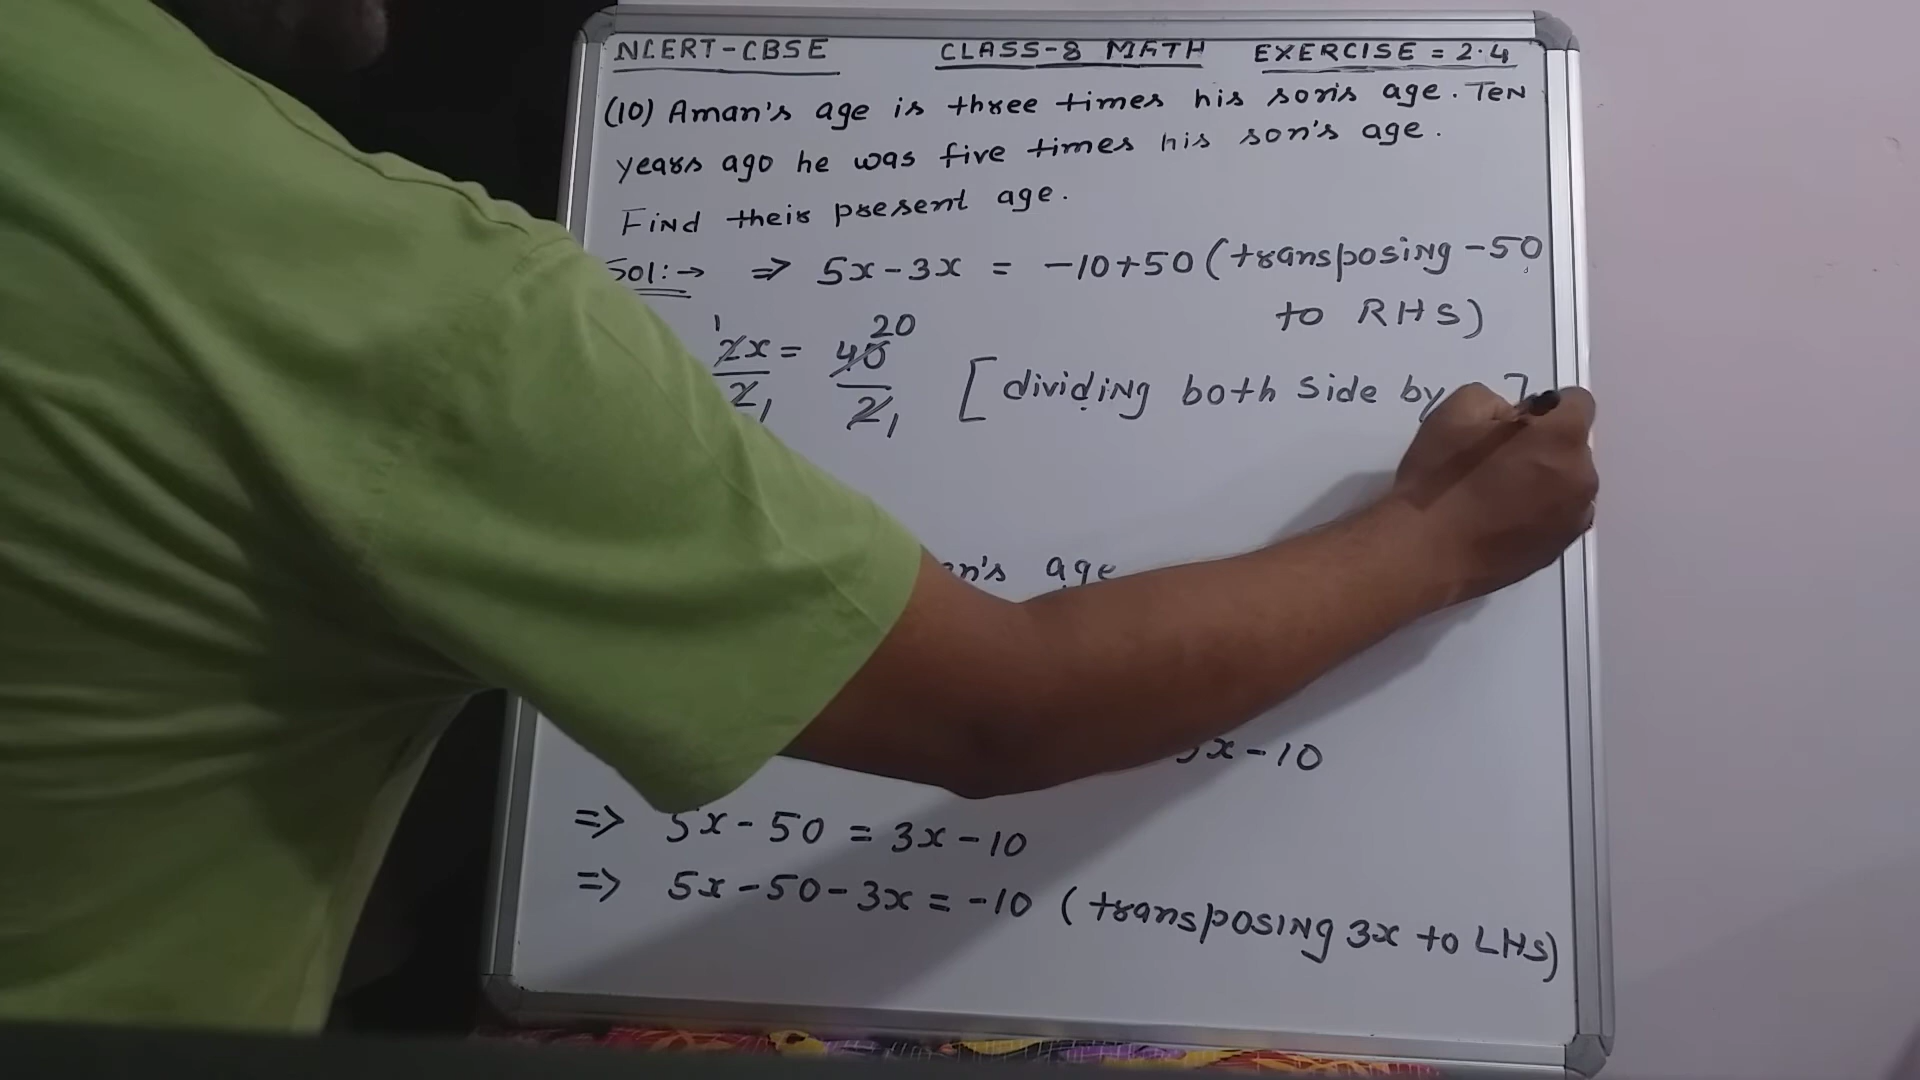 NCERT-CBSE CLASS-8 MATH EXERCISE = 2.4
(10) Aman's age is three times his son's age. Ten
years ago he was five times his son's age.
Find their present age.
Sol:→ ⇒ 5x-3x = -10+50 (transposing -50
to RHS)
1 20
2x = 40
2 1 2 1 [dividing both side by ]
age
x-10
⇒ 5x-50 = 3x-10
⇒ 5x-50-3x = -10 (transposing 3x to LHS)